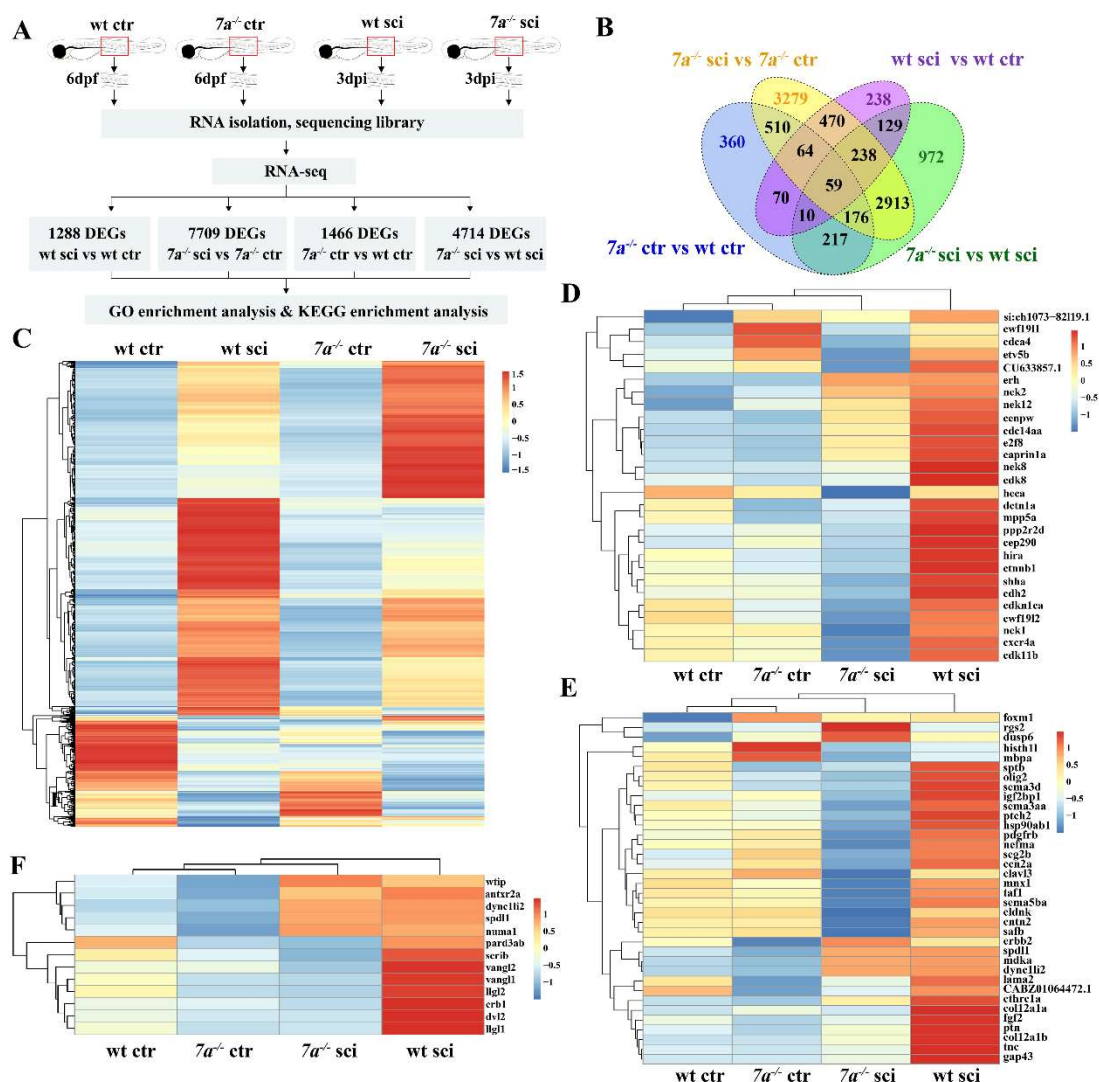 A
wt ctr
7a-/- ctr
wt sci
7a-/- sci
6dpf
6dpf
3dpi
3dpi
RNA isolation, sequencing library
RNA-seq
1288 DEGs
wt sci vs wt ctr
7709 DEGs
7a-/- sci vs 7a-/- ctr
1466 DEGs
7a-/- ctr vs wt ctr
4714 DEGs
7a-/- sci vs wt sci
GO enrichment analysis & KEGG enrichment analysis
B
7a-/- sci vs 7a-/- ctr
wt sci vs wt ctr
3279
238
510
470
129
360
64
238
972
59
70
2913
10
176
217
7a-/- ctr vs wt ctr
7a-/- sci vs wt sci
C
wt ctr
wt sci
7a-/- ctr
7a-/- sci
1.5
1
0.5
0
−0.5
−1
−1.5
D
si:ch1073−82l19.1
cwf19l1
cdca4
etv5b
CU633857.1
erh
nek2
nek12
cenpw
cdc14aa
e2f8
caprin1a
nek8
cdk8
heca
dctn1a
mpp5a
ppp2r2d
cep290
hira
ctnnb1
shha
cdh2
cdkn1ca
cwf19l2
nek1
cxcr4a
cdk11b
1
0.5
0
−0.5
−1
wt ctr
7a-/- ctr
7a-/- sci
wt sci
E
foxm1
rgs2
dusp6
histh1l
mbpa
sptb
olig2
sema3d
igf2bp1
sema3aa
ptch2
hsp90ab1
pdgfrb
nefma
scg2b
ccn2a
elavl3
mnx1
taf1
sema5ba
cldnk
cntn2
safb
erbb2
spdl1
mdka
dync1li2
lama2
CABZ01064472.1
cthrc1a
col12a1a
fgf2
ptn
col12a1b
tnc
gap43
1
0.5
0
−0.5
−1
wt ctr
7a-/- ctr
7a-/- sci
wt sci
F
wtip
antxr2a
dync1li2
spdl1
numa1
pard3ab
scrib
vangl2
vangl1
llgl2
crb1
dvl2
llgl1
1
0.5
0
−0.5
−1
wt ctr
7a-/- ctr
7a-/- sci
wt sci